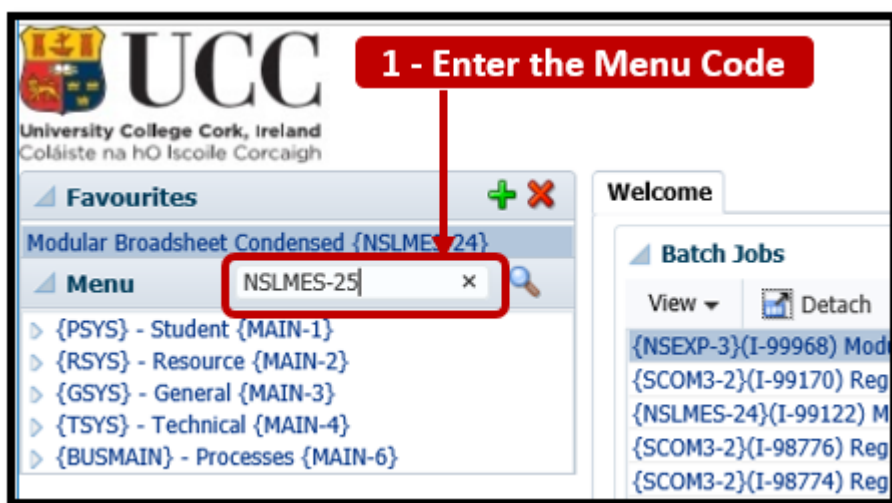 UCC
1 - Enter the Menu Code
University College Cork, Ireland
Coláiste na hO Iscoile Corcaigh
Favourites
Modular Broadsheet Condensed {NSLMES-24}
Menu
NSLMES-25
{PSYS} - Student {MAIN-1}
{RSYS} - Resource {MAIN-2}
{GSYS} - General {MAIN-3}
{TSYS} - Technical {MAIN-4}
{BUSMAIN} - Processes {MAIN-6}
Welcome
Batch Jobs
View Detach
{NSEXP-3}(I-99968) Modu
{SCOM3-2}(I-99170) Reg
{NSLMES-24}(I-99122) M
{SCOM3-2}(I-98776) Reg
{SCOM3-2}(I-98774) Reg